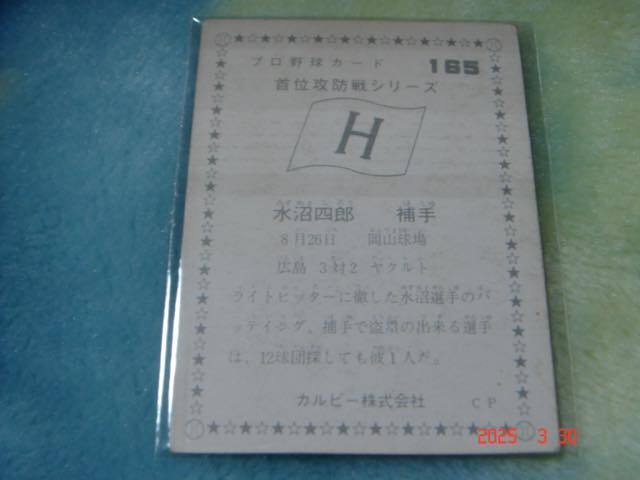 プロ野球カード 165
首位攻防戦シリーズ
H
水沼四郎 捕手
8月26日 岡山球場
広島 3対2 ヤクルト
ライトヒッターに徹した水沼選手のバ
ッテイング、捕手で盗塁の出来る選手
は、12球団探しても彼1人だ。
カルビー株式会社 CP
2025 3 30